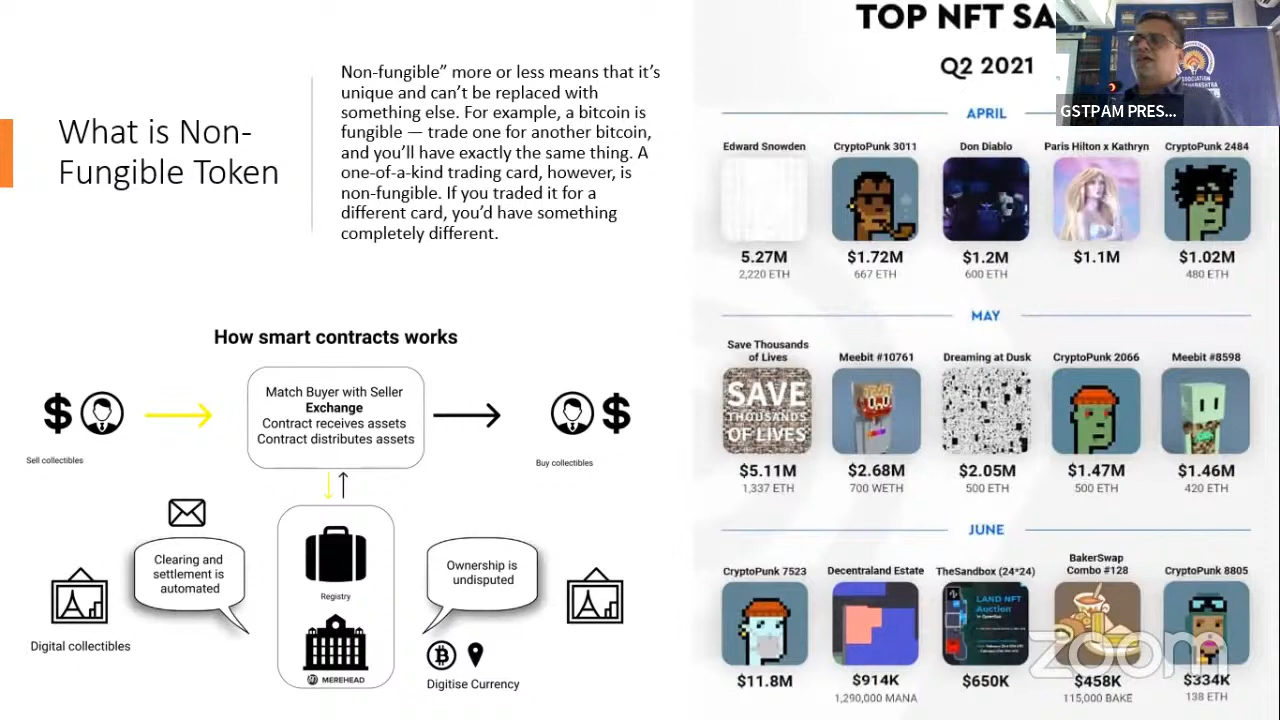 What is Non-
Fungible Token
Non-fungible” more or less means that it’s
unique and can’t be replaced with
something else. For example, a bitcoin is
fungible — trade one for another bitcoin,
and you’ll have exactly the same thing. A
one-of-a-kind trading card, however, is
non-fungible. If you traded it for a
different card, you’d have something
completely different.
How smart contracts works
$
Sell collectibles
Match Buyer with Seller
Exchange
Contract receives assets
Contract distributes assets
$
Buy collectibles
Clearing and
settlement is
automated
Ownership is
undisputed
Registry
Digital collectibles
MEREHEAD
Digitise Currency
TOP NFT SA
Q2 2021
GSTPAM PRES...
APRIL
Edward Snowden
5.27M
2,220 ETH
CryptoPunk 3011
$1.72M
667 ETH
Don Diablo
$1.2M
600 ETH
Paris Hilton x Kathryn
$1.1M
CryptoPunk 2484
$1.02M
480 ETH
MAY
Save Thousands
of Lives
SAVE
THOUSANDS
OF LIVES
$5.11M
1,337 ETH
Meebit #10761
$2.68M
700 WETH
Dreaming at Dusk
$2.05M
500 ETH
CryptoPunk 2066
$1.47M
500 ETH
Meebit #8598
$1.46M
420 ETH
JUNE
CryptoPunk 7523
$11.8M
Decentraland Estate
$914K
1,290,000 MANA
TheSandbox (24*24)
LAND NFT
Auction
$650K
BakerSwap
Combo #128
$458K
115,000 BAKE
CryptoPunk 8805
$334K
138 ETH
zoom